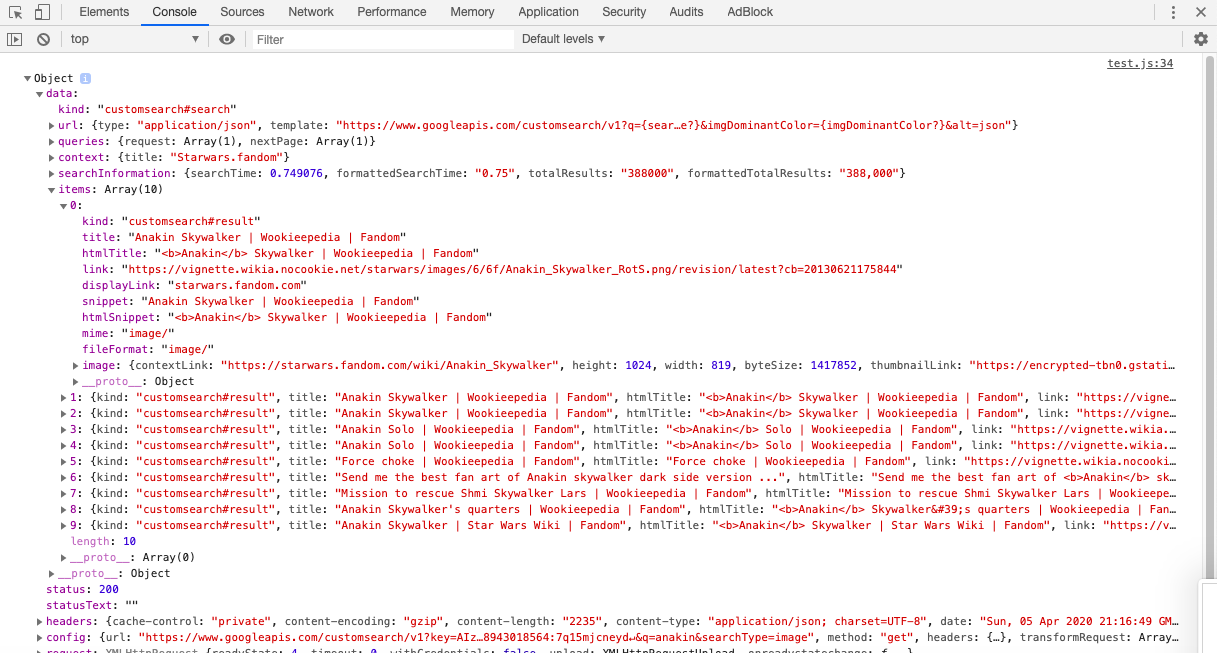 Elements Console Sources Network Performance Memory Application Security Audits AdBlock
top Filter Default levels
test.js:34
Object i
data:
kind: "customsearch#search"
url: {type: "application/json", template: "https://www.googleapis.com/customsearch/v1?q={sear…e?}&imgDominantColor={imgDominantColor?}&alt=json"}
queries: {request: Array(1), nextPage: Array(1)}
context: {title: "Starwars.fandom"}
searchInformation: {searchTime: 0.749076, formattedSearchTime: "0.75", totalResults: "388000", formattedTotalResults: "388,000"}
items: Array(10)
0:
kind: "customsearch#result"
title: "Anakin Skywalker | Wookieepedia | Fandom"
htmlTitle: "<b>Anakin</b> Skywalker | Wookieepedia | Fandom"
link: "https://vignette.wikia.nocookie.net/starwars/images/6/6f/Anakin_Skywalker_RotS.png/revision/latest?cb=20130621175844"
displayLink: "starwars.fandom.com"
snippet: "Anakin Skywalker | Wookieepedia | Fandom"
htmlSnippet: "<b>Anakin</b> Skywalker | Wookieepedia | Fandom"
mime: "image/"
fileFormat: "image/"
image: {contextLink: "https://starwars.fandom.com/wiki/Anakin_Skywalker", height: 1024, width: 819, byteSize: 1417852, thumbnailLink: "https://encrypted-tbn0.gstati…
__proto__: Object
1: {kind: "customsearch#result", title: "Anakin Skywalker | Wookieepedia | Fandom", htmlTitle: "<b>Anakin</b> Skywalker | Wookieepedia | Fandom", link: "https://vigne…
2: {kind: "customsearch#result", title: "Anakin Skywalker | Wookieepedia | Fandom", htmlTitle: "<b>Anakin</b> Skywalker | Wookieepedia | Fandom", link: "https://vigne…
3: {kind: "customsearch#result", title: "Anakin Solo | Wookieepedia | Fandom", htmlTitle: "<b>Anakin</b> Solo | Wookieepedia | Fandom", link: "https://vignette.wikia.…
4: {kind: "customsearch#result", title: "Anakin Solo | Wookieepedia | Fandom", htmlTitle: "<b>Anakin</b> Solo | Wookieepedia | Fandom", link: "https://vignette.wikia.…
5: {kind: "customsearch#result", title: "Force choke | Wookieepedia | Fandom", htmlTitle: "Force choke | Wookieepedia | Fandom", link: "https://vignette.wikia.nocooki…
6: {kind: "customsearch#result", title: "Send me the best fan art of Anakin skywalker dark side version ...", htmlTitle: "Send me the best fan art of <b>Anakin</b> sk…
7: {kind: "customsearch#result", title: "Mission to rescue Shmi Skywalker Lars | Wookieepedia | Fandom", htmlTitle: "Mission to rescue Shmi Skywalker Lars | Wookieepe…
8: {kind: "customsearch#result", title: "Anakin Skywalker's quarters | Wookieepedia | Fandom", htmlTitle: "<b>Anakin</b> Skywalker&#39;s quarters | Wookieepedia | Fan…
9: {kind: "customsearch#result", title: "Anakin Skywalker | Star Wars Wiki | Fandom", htmlTitle: "<b>Anakin</b> Skywalker | Star Wars Wiki | Fandom", link: "https://v…
length: 10
__proto__: Array(0)
__proto__: Object
status: 200
statusText: ""
headers: {cache-control: "private", content-encoding: "gzip", content-length: "2235", content-type: "application/json; charset=UTF-8", date: "Sun, 05 Apr 2020 21:16:49 GM…
config: {url: "https://www.googleapis.com/customsearch/v1?key=AIz…8943018564:7q15mjcneyd↵&q=anakin&searchType=image", method: "get", headers: {…}, transformRequest: Array…
request: XMLHttpRequest {readyState: 4, timeout: 0, withCredentials: false, upload: XMLHttpRequestUpload, onreadystatechange: ƒ, …}